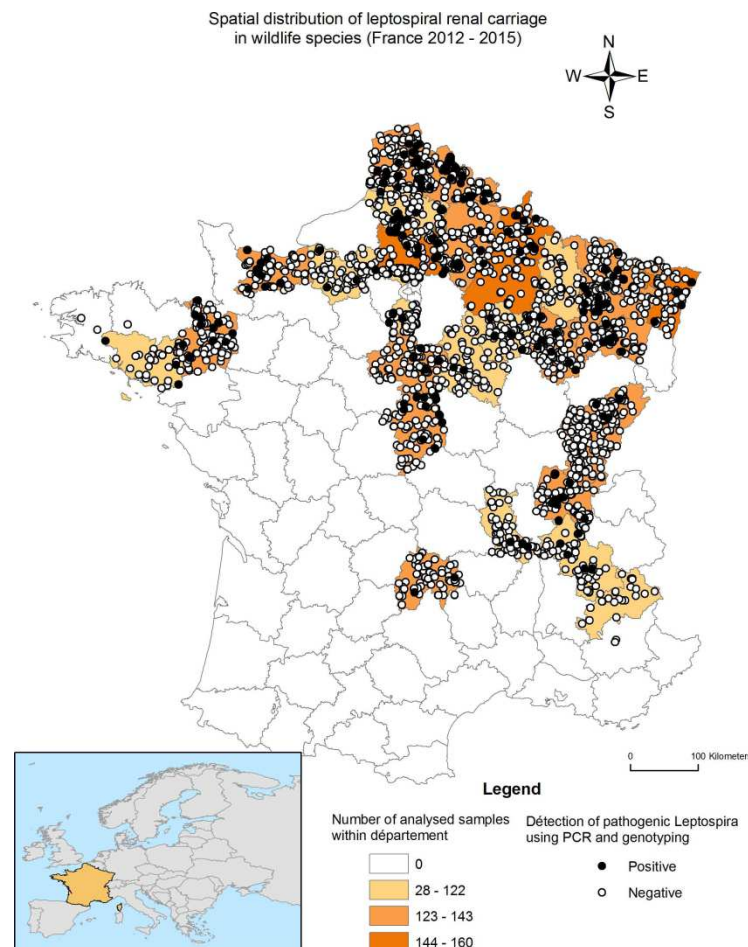 Spatial distribution of leptospiral renal carriage
in wildlife species (France 2012 - 2015)
N
W E
S
0 100 Kilometers
Legend
Number of analysed samples
within département
0
28 - 122
123 - 143
144 - 160
Détection of pathogenic Leptospira
using PCR and genotyping
Positive
Negative